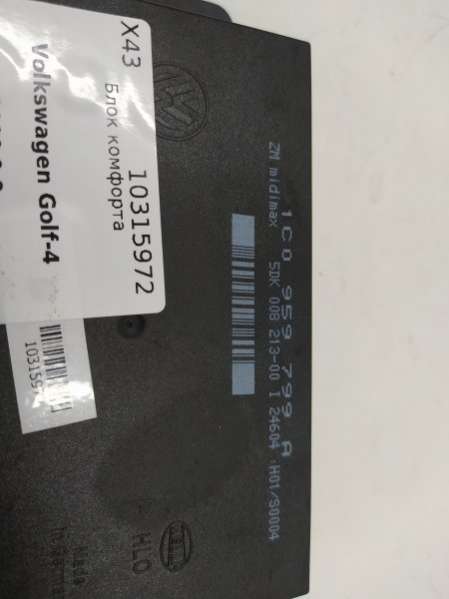 X43 10315972
Блок комфорта
Volkswagen Golf-4
1C0 959 799 A
ZM midimax 5DK 008 213-00 I 24604 H01/S0004
HLO
Made